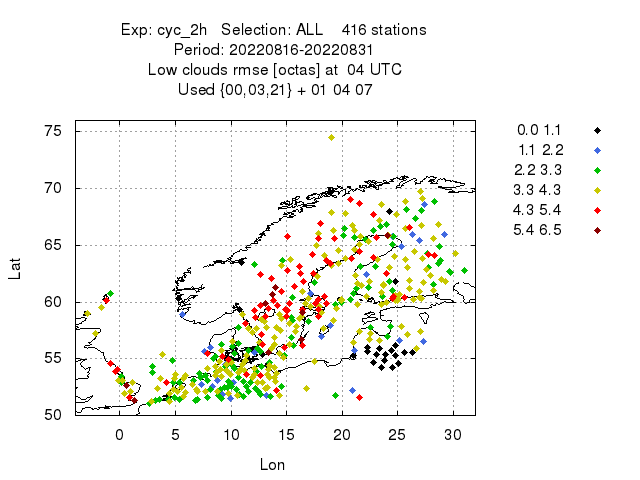 Exp: cyc_2h   Selection: ALL    416 stations
Period: 20220816-20220831
Low clouds rmse [octas] at  04 UTC
Used {00,03,21} + 01 04 07
0.0 1.1
1.1 2.2
2.2 3.3
3.3 4.3
4.3 5.4
5.4 6.5
75
70
65
60
55
50
Lat
0 5 10 15 20 25 30
Lon